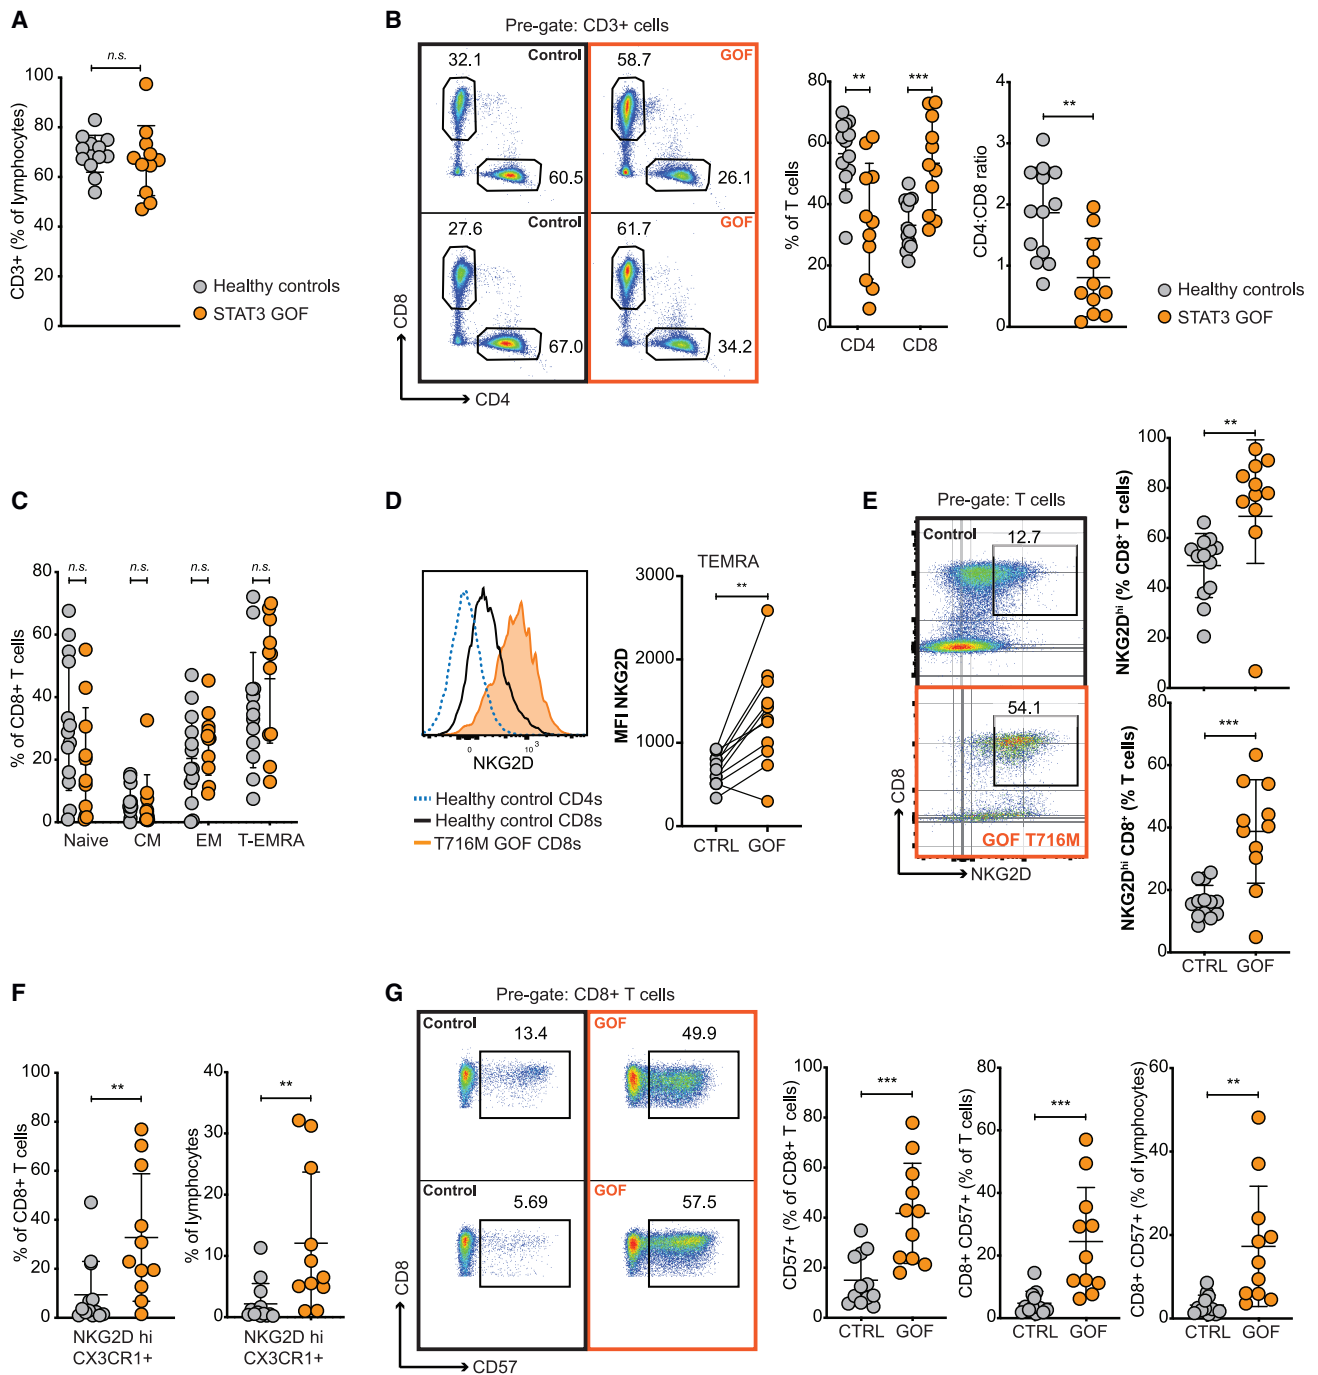 A
n.s.
100
80
60
40
20
0
CD3+ (% of lymphocytes)
Healthy controls
STAT3 GOF
B
Pre-gate: CD3+ cells
32.1
Control
60.5
58.7
GOF
26.1
27.6
Control
67.0
61.7
GOF
34.2
CD8
CD4
80
60
40
20
0
% of T cells
**
***
CD4
CD8
4
3
2
1
0
CD4:CD8 ratio
**
Healthy controls
STAT3 GOF
C
n.s.
n.s.
n.s.
n.s.
80
60
40
20
0
% of CD8+ T cells
Naive
CM
EM
T-EMRA
D
0
10³
NKG2D
Healthy control CD4s
Healthy control CD8s
T716M GOF CD8s
TEMRA
**
3000
2000
1000
0
MFI NKG2D
CTRL
GOF
E
Pre-gate: T cells
Control
12.7
54.1
GOF T716M
CD8
NKG2D
**
100
80
60
40
20
0
NKG2Dʰⁱ (% CD8⁺ T cells)
***
80
60
40
20
0
NKG2Dʰⁱ CD8⁺ (% T cells)
CTRL
GOF
F
100
80
60
40
20
0
% of CD8+ T cells
**
NKG2D hi
CX3CR1+
40
30
20
10
0
% of lymphocytes
**
NKG2D hi
CX3CR1+
G
Pre-gate: CD8+ T cells
Control
13.4
GOF
49.9
Control
5.69
GOF
57.5
CD8
CD57
100
80
60
40
20
0
CD57+ (% of CD8+ T cells)
***
CTRL
GOF
80
60
40
20
0
CD8+ CD57+ (% of T cells)
***
CTRL
GOF
60
40
20
0
CD8+ CD57+ (% of lymphocytes)
**
CTRL
GOF